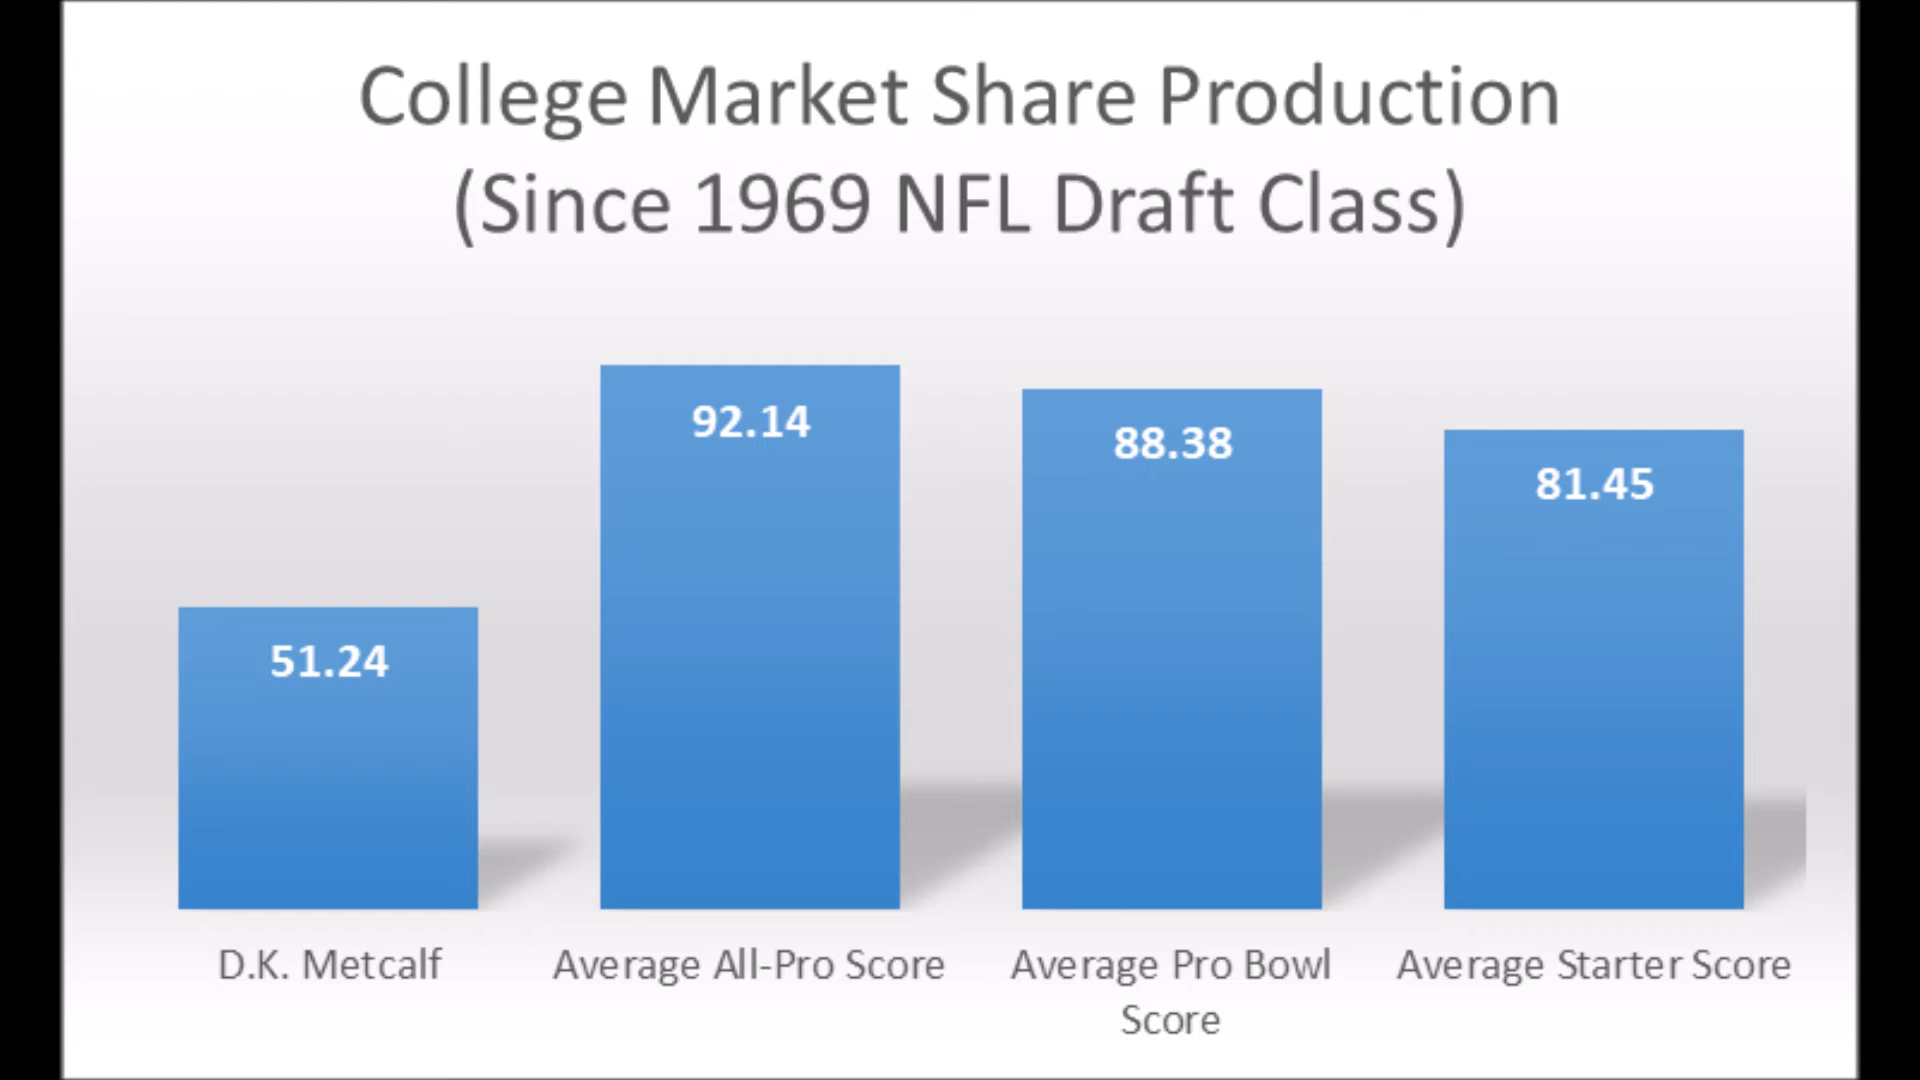 College Market Share Production
(Since 1969 NFL Draft Class)
51.24
92.14
88.38
81.45
D.K. Metcalf
Average All-Pro Score
Average Pro Bowl
Score
Average Starter Score